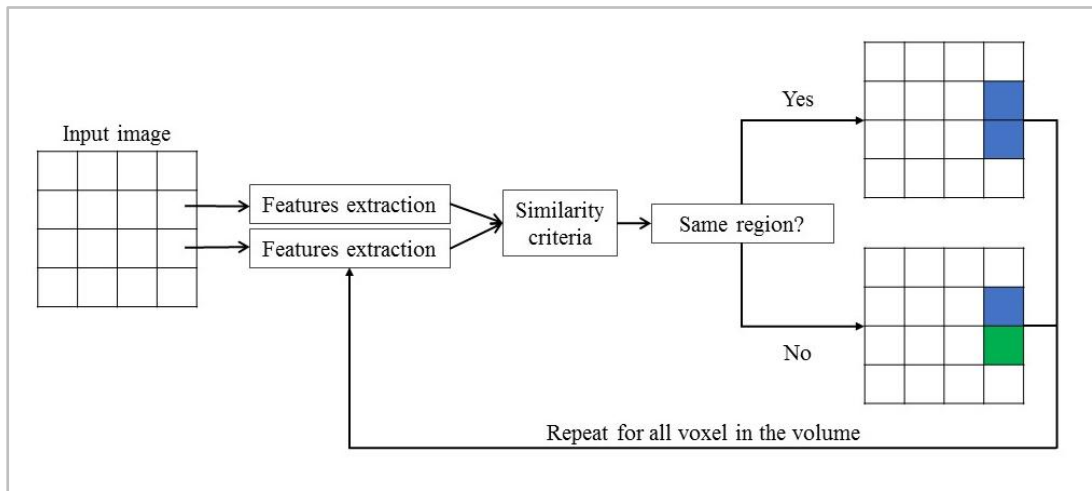 Input image
Features extraction
Features extraction
Similarity
criteria
Same region?
Yes
No
Repeat for all voxel in the volume